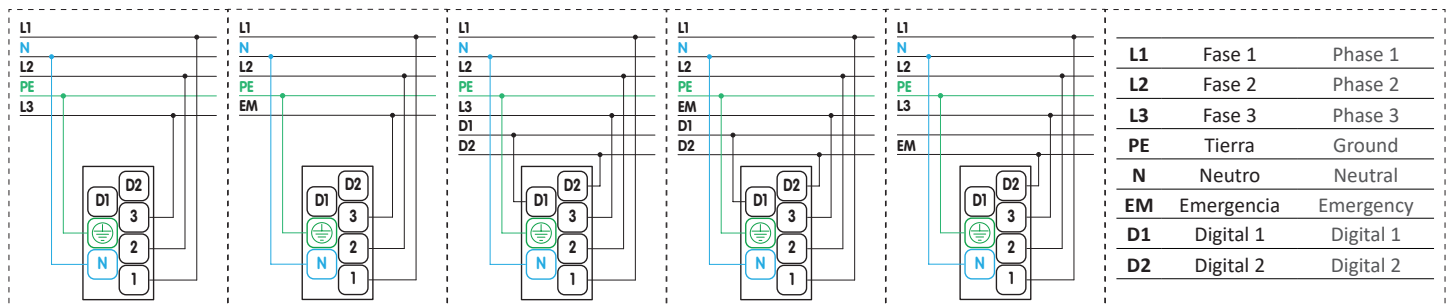 L1
N
L2
PE
L3
D2
D1
3
2
N
1
L1
N
L2
PE
EM
D2
D1
3
2
N
1
L1
N
L2
PE
L3
D1
D2
D2
D1
3
2
N
1
L1
N
L2
PE
EM
D1
D2
D2
D1
3
2
N
1
L1
N
L2
PE
L3
EM
D2
D1
3
2
N
1
L1 Fase 1 Phase 1
L2 Fase 2 Phase 2
L3 Fase 3 Phase 3
PE Tierra Ground
N Neutro Neutral
EM Emergencia Emergency
D1 Digital 1 Digital 1
D2 Digital 2 Digital 2